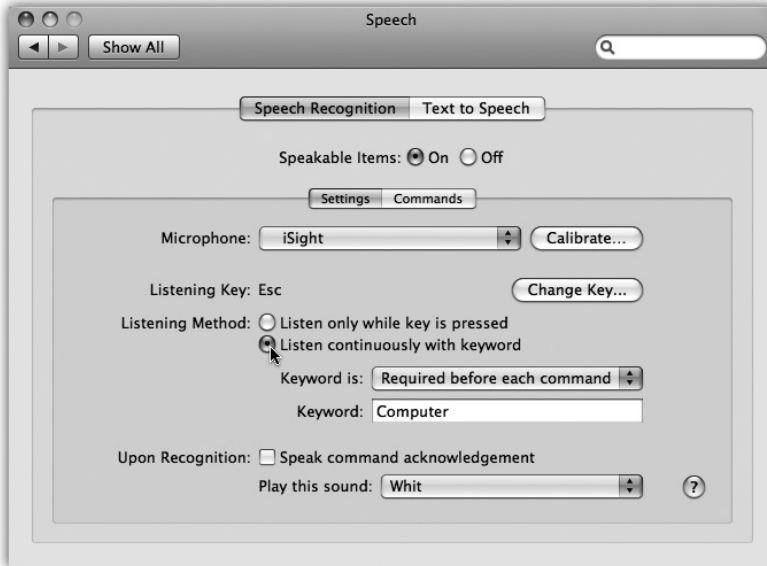 Speech
Show All
Speech Recognition Text to Speech
Speakable Items: On Off
Settings Commands
Microphone: iSight Calibrate...
Listening Key: Esc Change Key...
Listening Method: Listen only while key is pressed
Listen continuously with keyword
Keyword is: Required before each command
Keyword: Computer
Upon Recognition: Speak command acknowledgement
Play this sound: Whit ?